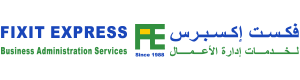 FIXIT EXPRESS
Business Administration Services
FE
Since 1988
فكست إكسبرس
لخدمات إدارة الأعمال